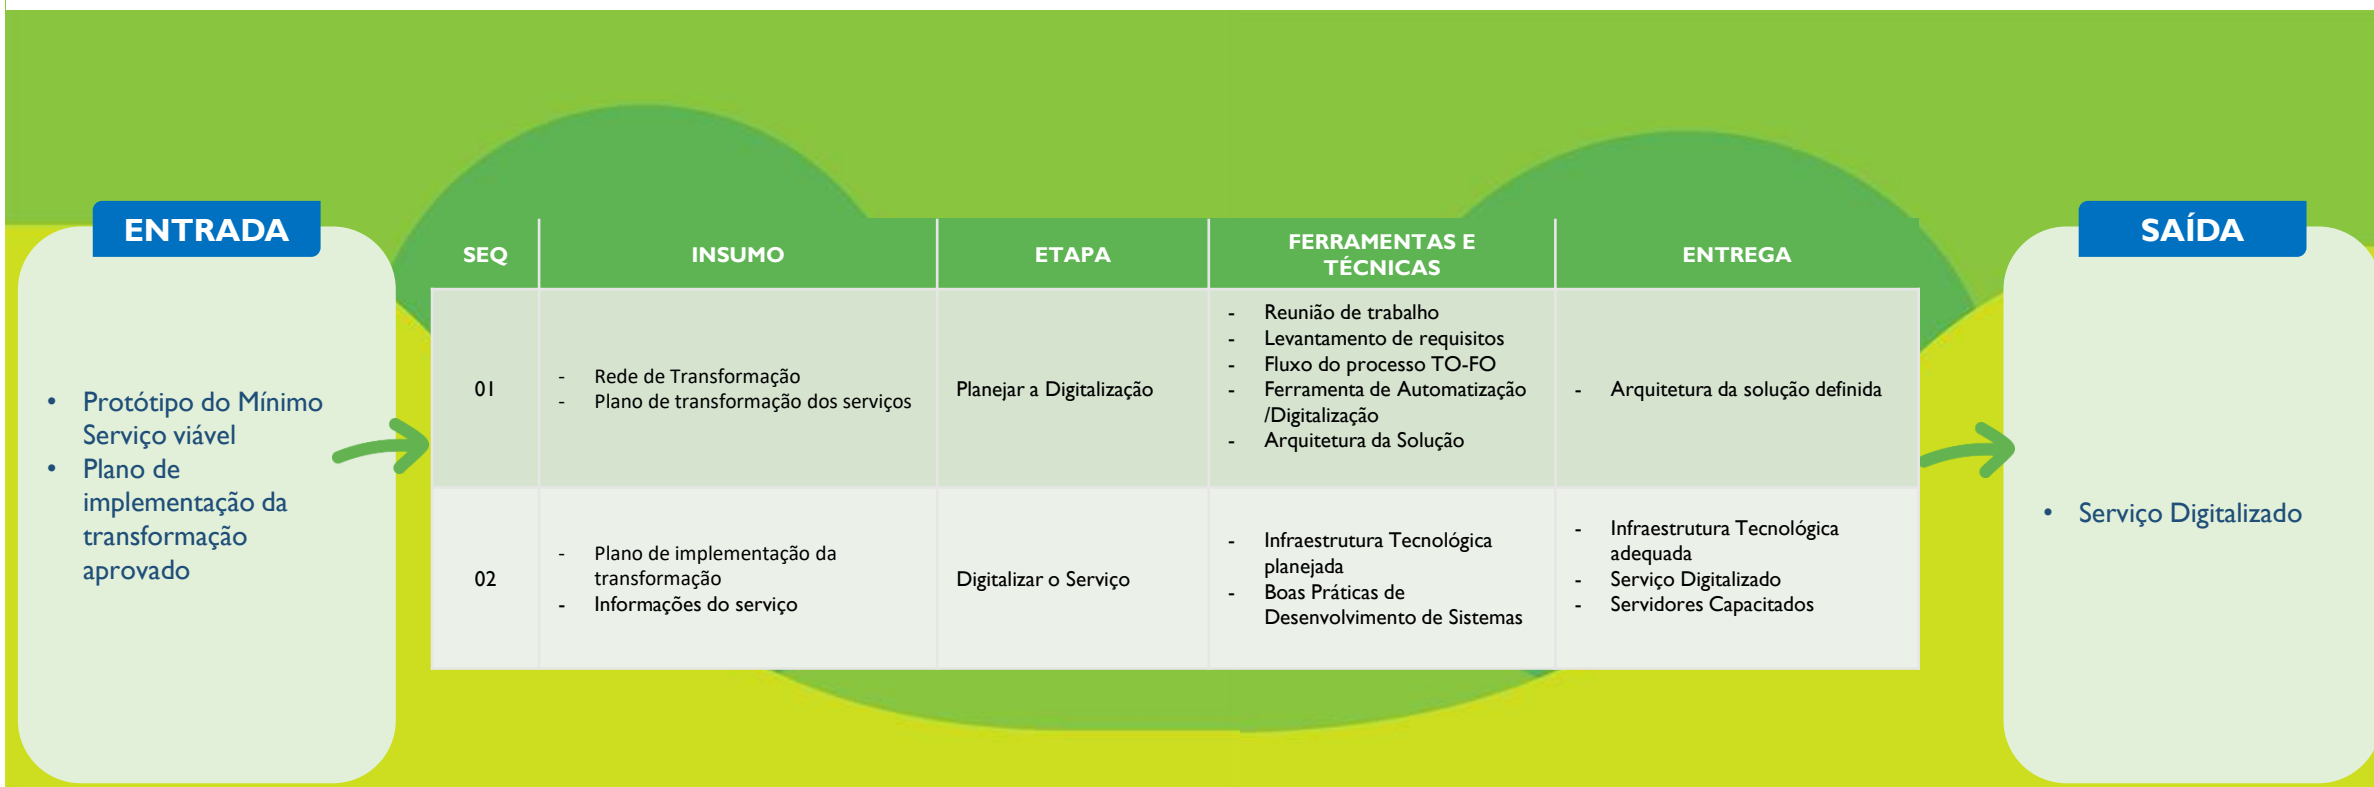 ENTRADA
• Protótipo do Mínimo
Serviço viável
• Plano de
implementação da
transformação
aprovado
SEQ
INSUMO
ETAPA
FERRAMENTAS E
TÉCNICAS
ENTREGA
01
- Rede de Transformação
- Plano de transformação dos serviços
Planejar a Digitalização
- Reunião de trabalho
- Levantamento de requisitos
- Fluxo do processo TO-FO
- Ferramenta de Automatização
/Digitalização
- Arquitetura da Solução
- Arquitetura da solução definida
02
- Plano de implementação da
transformação
- Informações do serviço
Digitalizar o Serviço
- Infraestrutura Tecnológica
planejada
- Boas Práticas de
Desenvolvimento de Sistemas
- Infraestrutura Tecnológica
adequada
- Serviço Digitalizado
- Servidores Capacitados
SAÍDA
• Serviço Digitalizado